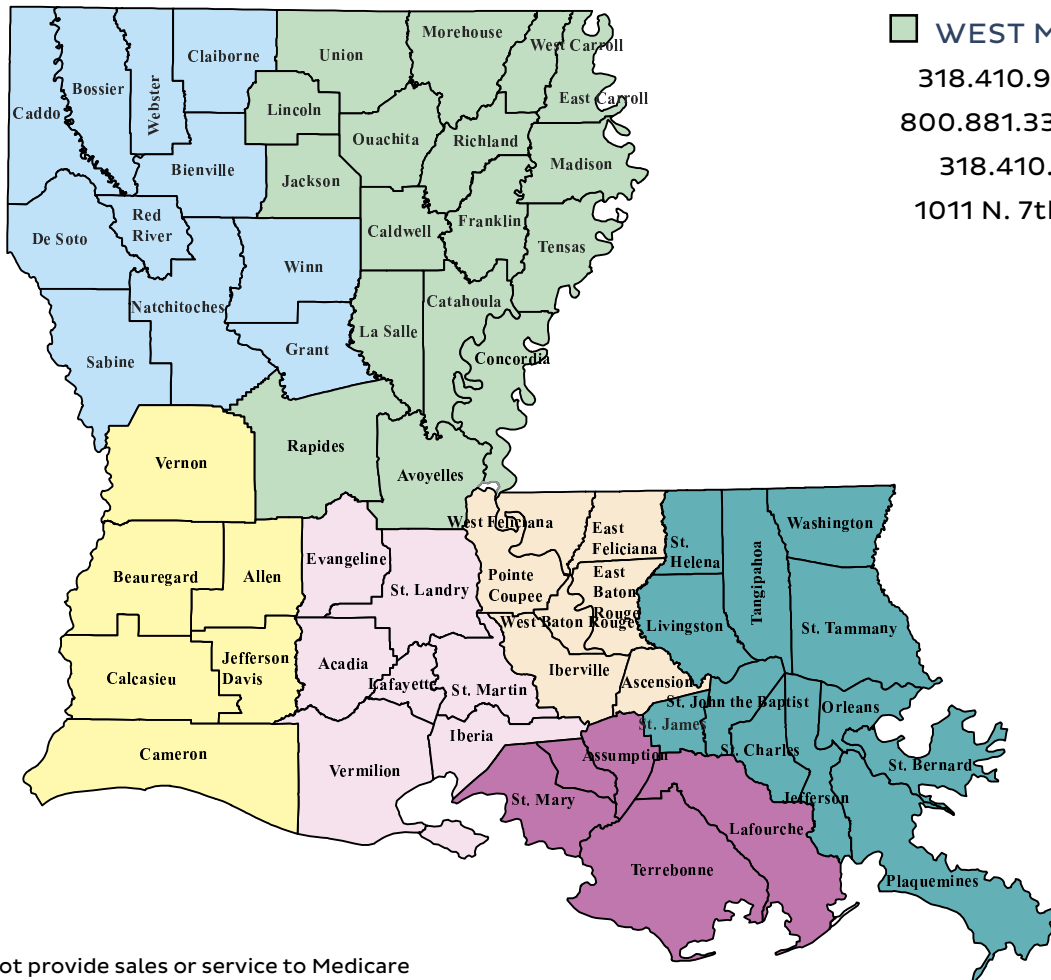 WEST M
318.410.9
800.881.33
318.410.
1011 N. 7th
Morehouse
West Carroll
Union
Claiborne
Bossier
Webster
Caddo
East Carroll
Lincoln
Ouachita
Richland
Madison
Bienville
Jackson
Red
River
Franklin
Caldwell
De Soto
Tensas
Winn
Natchitoches
Catahoula
La Salle
Grant
Concordia
Sabine
Rapides
Vernon
Avoyelles
West Feliciana
East
Feliciana
St.
Helena
Tangipahoa
Washington
Evangeline
Beauregard
Allen
St. Landry
Pointe
Coupee
East
Baton
Rouge
West Baton Rouge
Livingston
St. Tammany
Jefferson
Davis
Acadia
Calcasieu
Lafayette
St. Martin
Iberville
Ascension
St. John the Baptist
Orleans
St. James
Iberia
Cameron
Vermilion
Assumption
St. Charles
St. Bernard
St. Mary
Jefferson
Lafourche
Terrebonne
Plaquemines
ot provide sales or service to Medicare